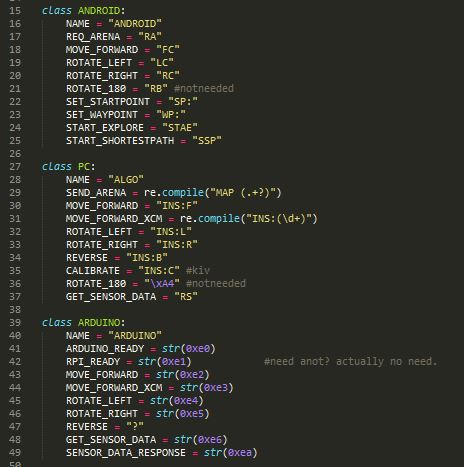 15 class ANDROID:
16 NAME = "ANDROID"
17 REQ_ARENA = "RA"
18 MOVE_FORWARD = "FC"
19 ROTATE_LEFT = "LC"
20 ROTATE_RIGHT = "RC"
21 ROTATE_180 = "RB" #notneeded
22 SET_STARTPOINT = "SP:"
23 SET_WAYPOINT = "WP:"
24 START_EXPLORE = "STAE"
25 START_SHORTESTPATH = "SSP"
26
27 class PC:
28 NAME = "ALGO"
29 SEND_ARENA = re.compile("MAP (.+?)")
30 MOVE_FORWARD = "INS:F"
31 MOVE_FORWARD_XCM = re.compile("INS:(\d+)")
32 ROTATE_LEFT = "INS:L"
33 ROTATE_RIGHT = "INS:R"
34 REVERSE = "INS:B"
35 CALIBRATE = "INS:C" #kiv
36 ROTATE_180 = "\xA4" #notneeded
37 GET_SENSOR_DATA = "RS"
38
39 class ARDUINO:
40 NAME = "ARDUINO"
41 ARDUINO_READY = str(0xe0)
42 RPI_READY = str(0xe1) #need anot? actually no need.
43 MOVE_FORWARD = str(0xe2)
44 MOVE_FORWARD_XCM = str(0xe3)
45 ROTATE_LEFT = str(0xe4)
46 ROTATE_RIGHT = str(0xe5)
47 REVERSE = "?"
48 GET_SENSOR_DATA = str(0xe6)
49 SENSOR_DATA_RESPONSE = str(0xea)